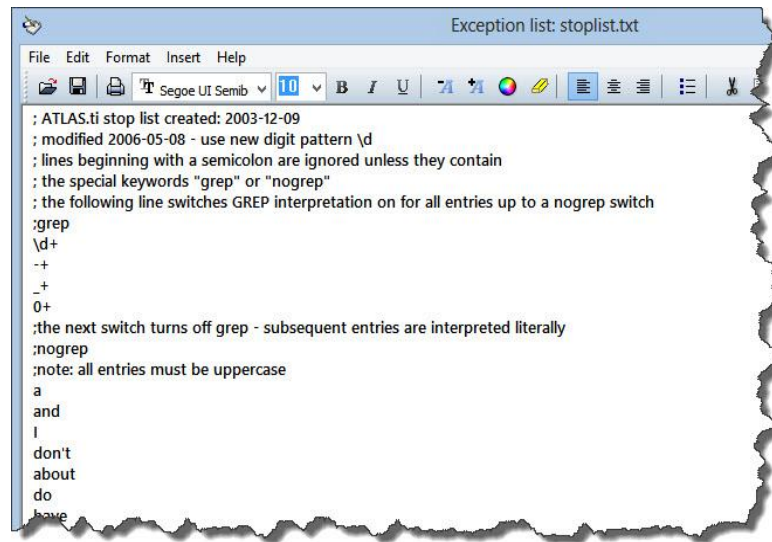 Exception list: stoplist.txt
File Edit Format Insert Help
Segoe UI Semib 10 B I U A A
; ATLAS.ti stop list created: 2003-12-09
; modified 2006-05-08 - use new digit pattern \d
; lines beginning with a semicolon are ignored unless they contain
; the special keywords "grep" or "nogrep"
; the following line switches GREP interpretation on for all entries up to a nogrep switch
;grep
\d+
-+
_+
0+
;the next switch turns off grep - subsequent entries are interpreted literally
;nogrep
;note: all entries must be uppercase
a
and
I
don't
about
do
have